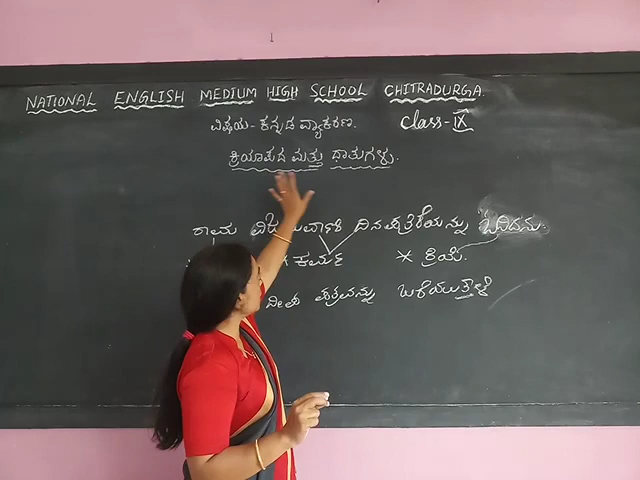 NATIONAL ENGLISH MEDIUM HIGH SCHOOL CHITRADURGA.
ವಿಷಯ- ಕನ್ನಡ ವ್ಯಾಕರಣ. Class-IX
ಕ್ರಿಯಾಪದ ಮತ್ತು ಧಾತುಗಳು.
ರಾಮ ದಿನಪತ್ರಿಕೆಯನ್ನು ಓದಿದನು.
× ಕರ್ಮ × ಕ್ರಿಯೆ.
ಪತ್ರವನ್ನು ಬರೆಯುತ್ತಾಳೆ